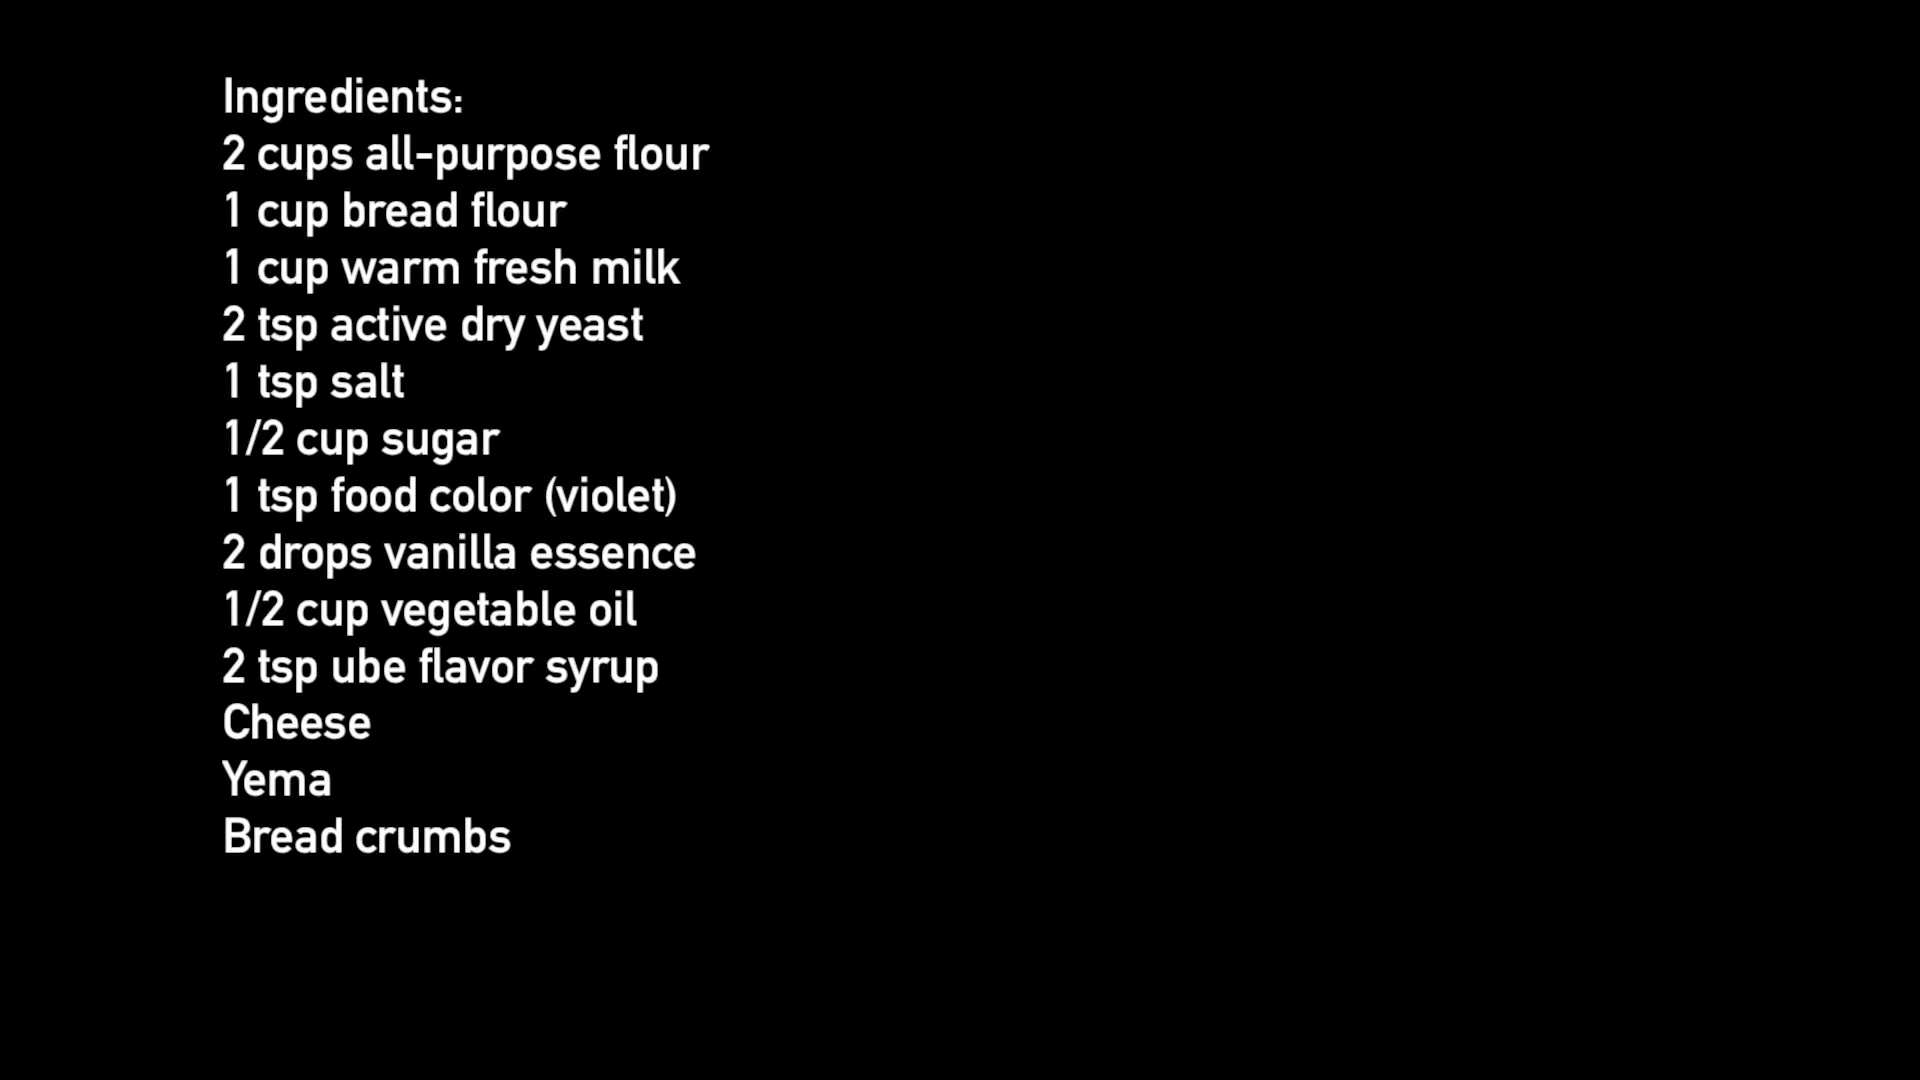 Ingredients:
2 cups all-purpose flour
1 cup bread flour
1 cup warm fresh milk
2 tsp active dry yeast
1 tsp salt
1/2 cup sugar
1 tsp food color (violet)
2 drops vanilla essence
1/2 cup vegetable oil
2 tsp ube flavor syrup
Cheese
Yema
Bread crumbs